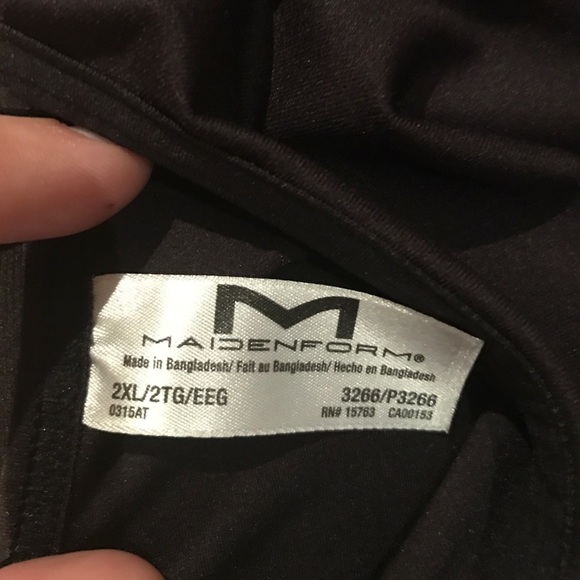 M
MAIDENFORM®
Made in Bangladesh/ Fait au Bangladesh/ Hecho en Bangladesh
2XL/2TG/EEG 3266/P3266
0315AT RN# 15763 CA00153